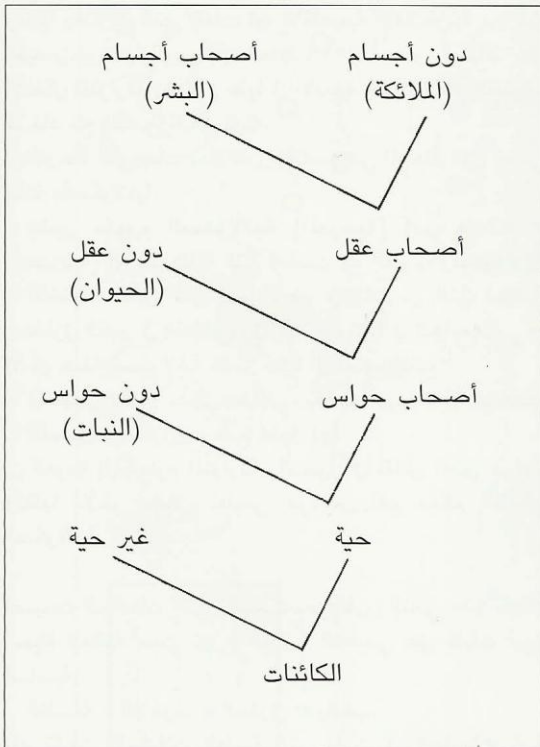 دون أجسام أصحاب أجسام
(الملائكة) (البشر)
أصحاب عقل دون عقل
(الحيوان)
أصحاب حواس دون حواس
(النبات)
حية غير حية
الكائنات